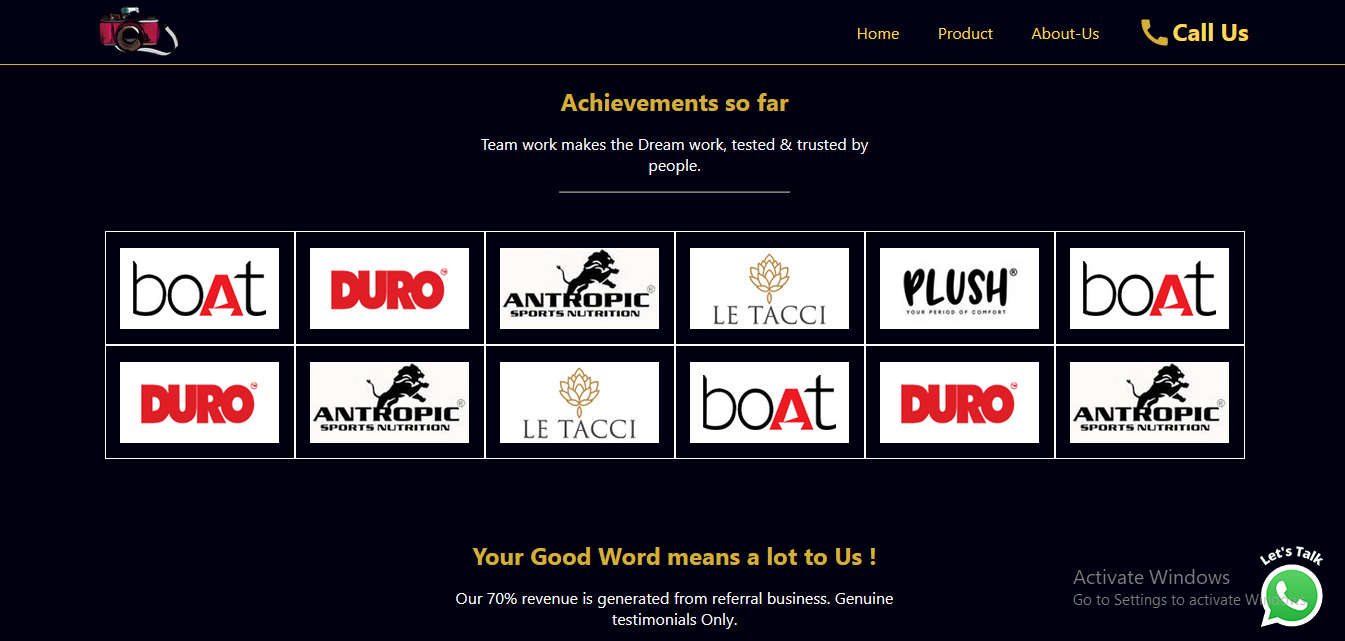 Home Product About-Us Call Us
Achievements so far
Team work makes the Dream work, tested & trusted by
people.
boAt
DURO
ANTROPIC®
SPORTS NUTRITION
LE TACCI
PLUSH®
YOUR PERIOD OF COMFORT
boAt
DURO
ANTROPIC®
SPORTS NUTRITION
LE TACCI
boAt
DURO
ANTROPIC®
SPORTS NUTRITION
Your Good Word means a lot to Us !
Our 70% revenue is generated from referral business. Genuine
testimonials Only.
Let's Talk
Activate Windows
Go to Settings to activate Windows.